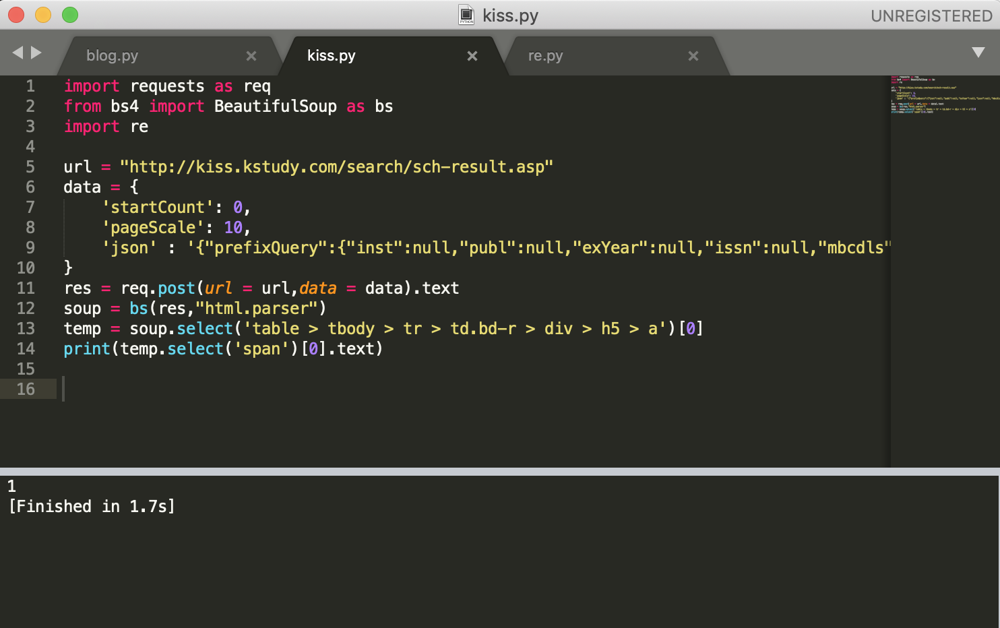 kiss.py
UNREGISTERED
blog.py × kiss.py × re.py ×
1 import requests as req
2 from bs4 import BeautifulSoup as bs
3 import re
4
5 url = "http://kiss.kstudy.com/search/sch-result.asp"
6 data = {
7     'startCount': 0,
8     'pageScale': 10,
9     'json' : '{"prefixQuery":{"inst":null,"publ":null,"exYear":null,"issn":null,"mbcdls"
10 }
11 res = req.post(url = url,data = data).text
12 soup = bs(res,"html.parser")
13 temp = soup.select('table > tbody > tr > td.bd-r > div > h5 > a')[0]
14 print(temp.select('span')[0].text)
15
16
1
[Finished in 1.7s]